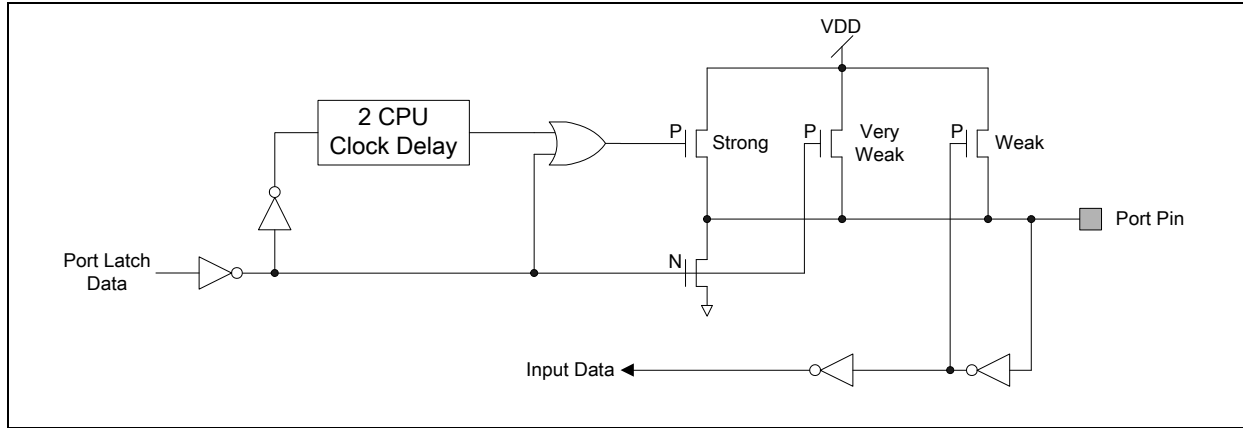 VDD
2 CPU
Clock Delay
P
Strong
P
Very
Weak
P
Weak
Port Pin
Port Latch
Data
N
Input Data